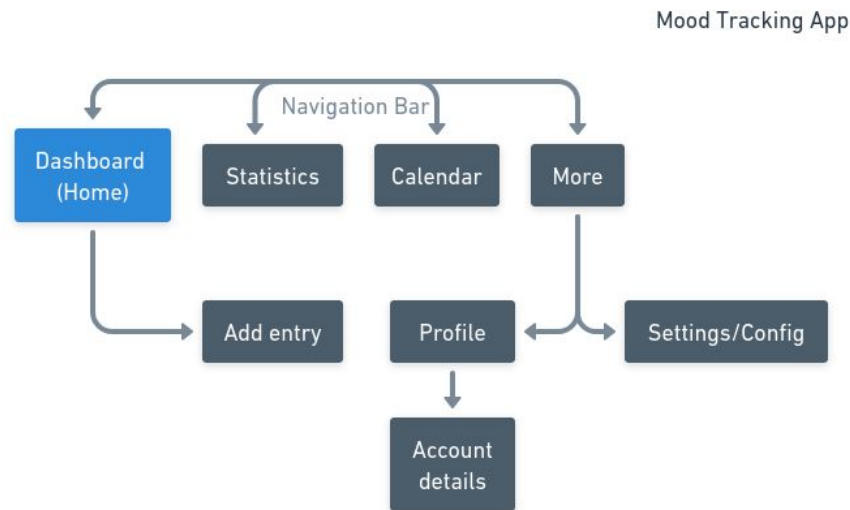 Mood Tracking App
Navigation Bar
Dashboard
(Home)
Statistics
Calendar
More
Add entry
Profile
Settings/Config
Account
details